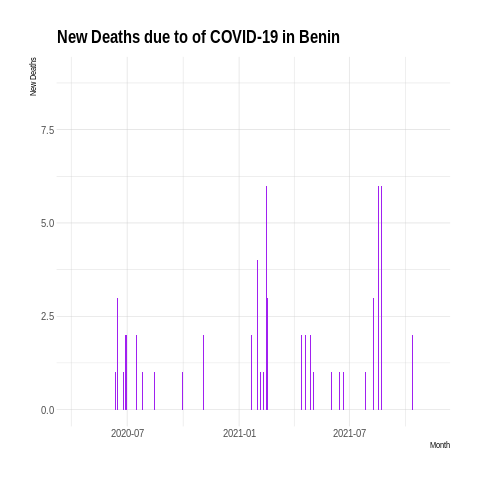 New Deaths due to of COVID-19 in Benin
New Deaths
7.5
5.0
2.5
0.0
2020-07 2021-01 2021-07
Month